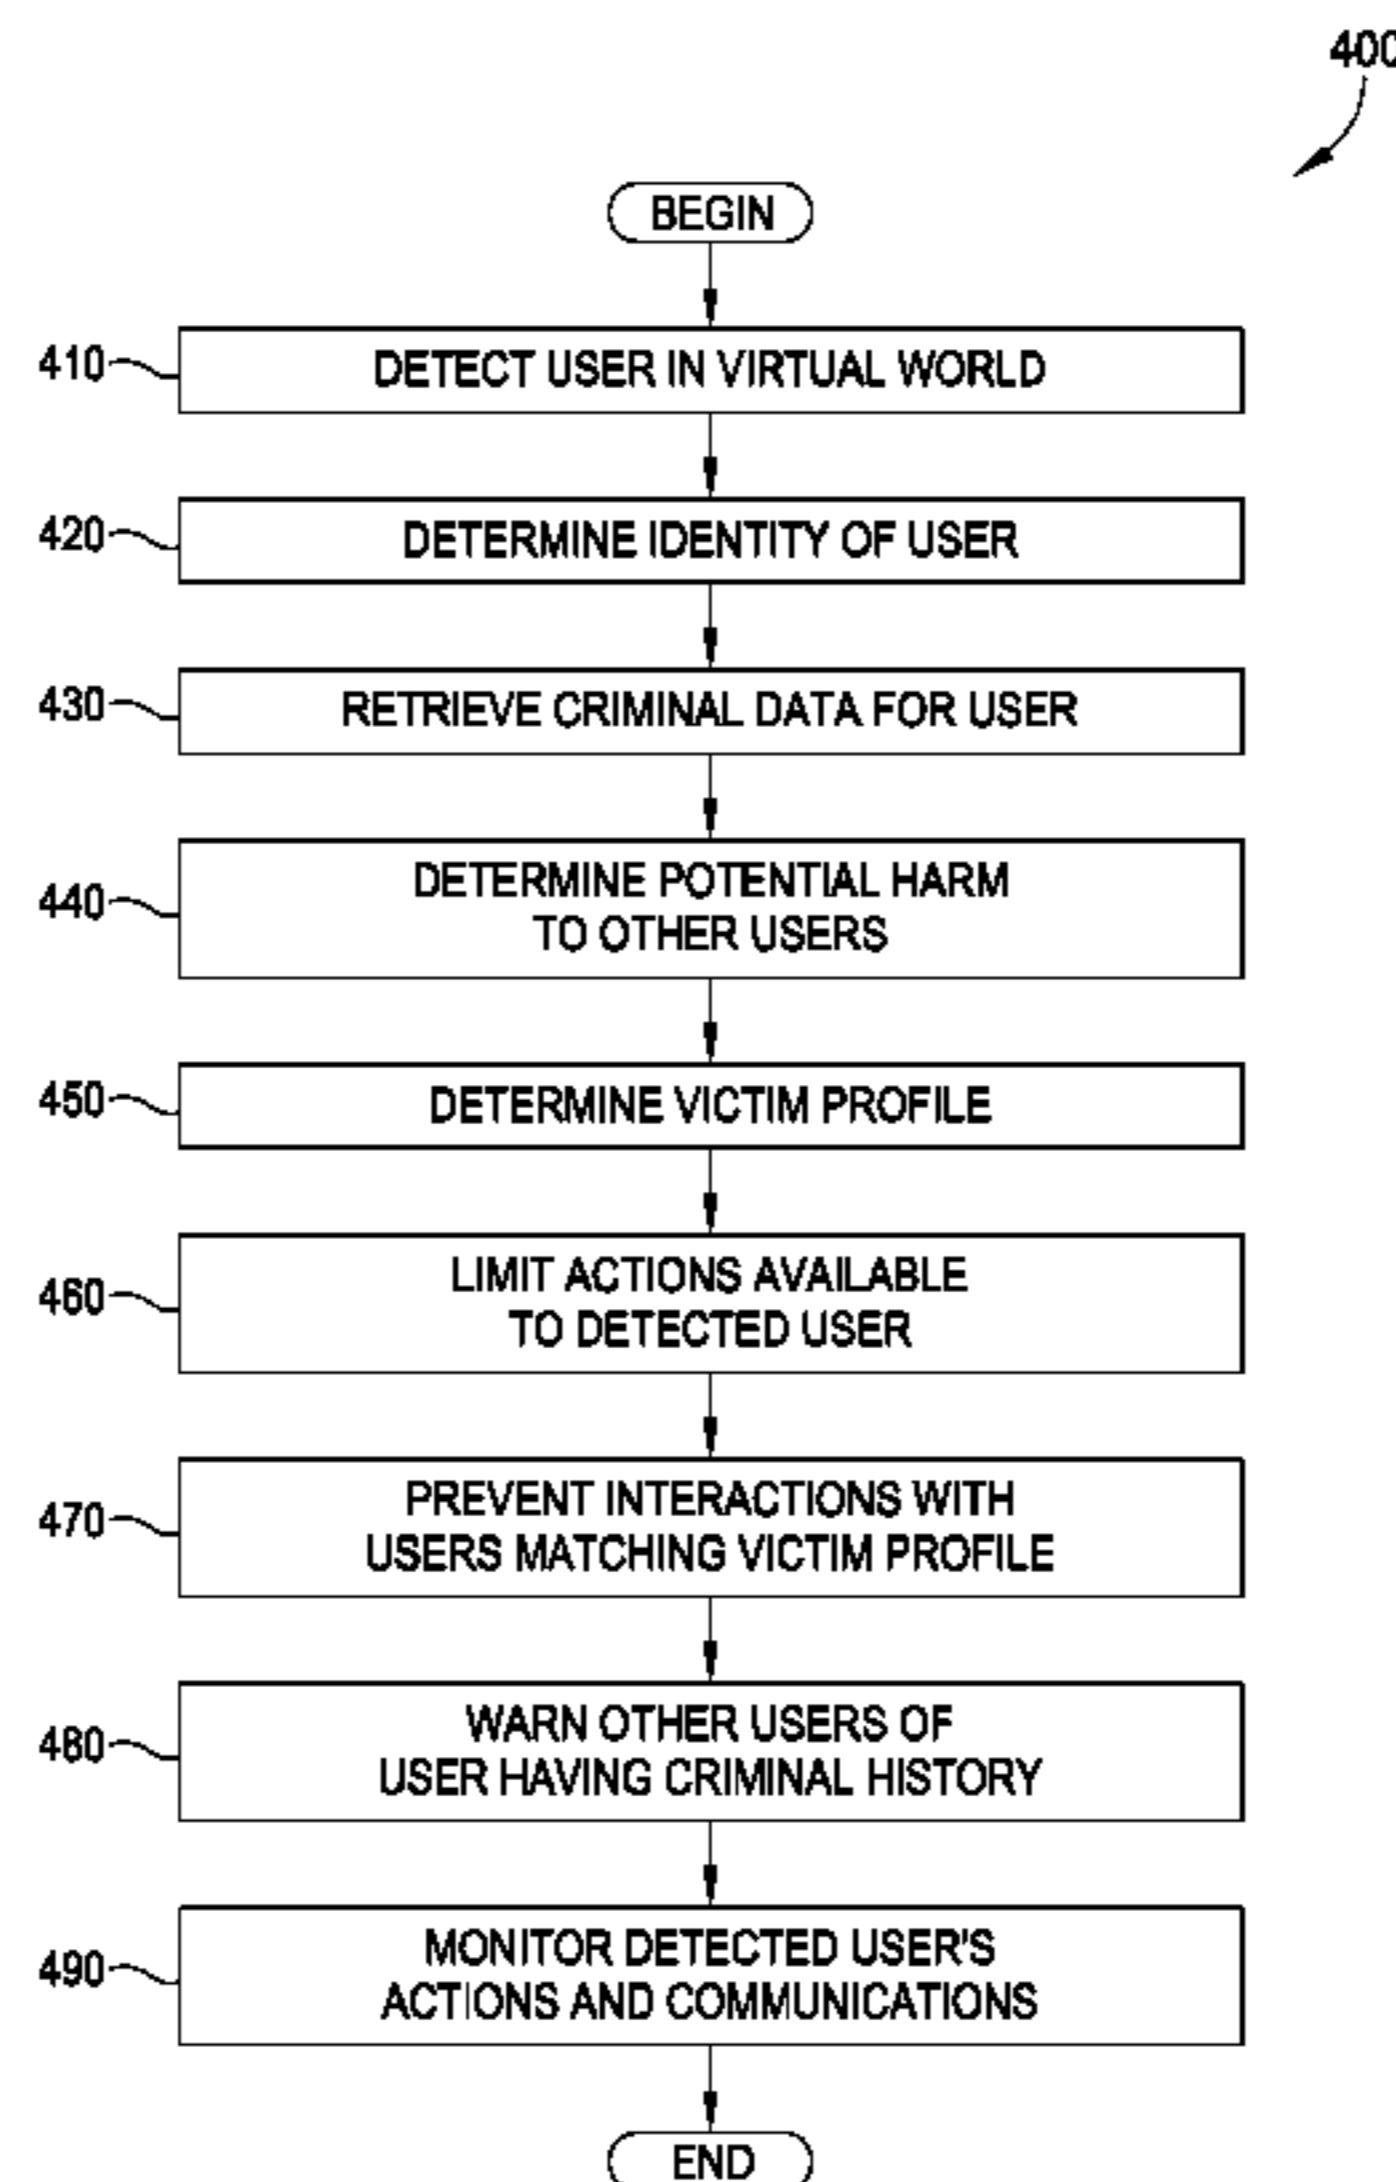 400
BEGIN
410
DETECT USER IN VIRTUAL WORLD
420
DETERMINE IDENTITY OF USER
430
RETRIEVE CRIMINAL DATA FOR USER
440
DETERMINE POTENTIAL HARM
TO OTHER USERS
450
DETERMINE VICTIM PROFILE
460
LIMIT ACTIONS AVAILABLE
TO DETECTED USER
470
PREVENT INTERACTIONS WITH
USERS MATCHING VICTIM PROFILE
480
WARN OTHER USERS OF
USER HAVING CRIMINAL HISTORY
490
MONITOR DETECTED USER'S
ACTIONS AND COMMUNICATIONS
END